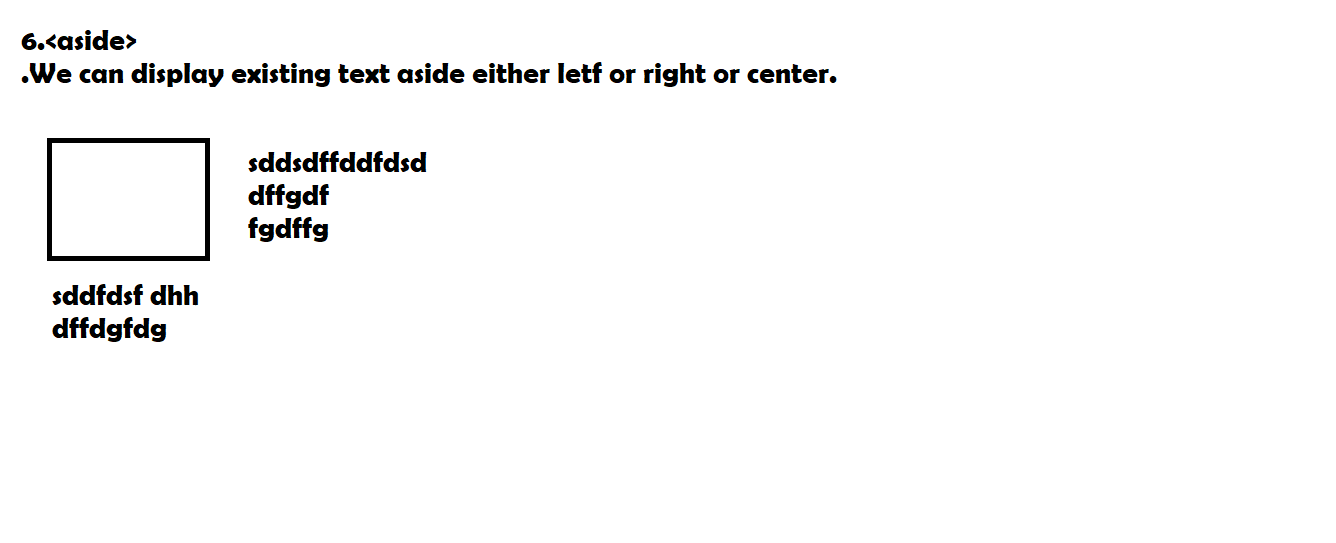 6.<aside>
.We can display existing text aside either letf or right or center.
sddsdffddfdsd
dffgdf
fgdffg
sddfdsf dhh
dffdgfdg